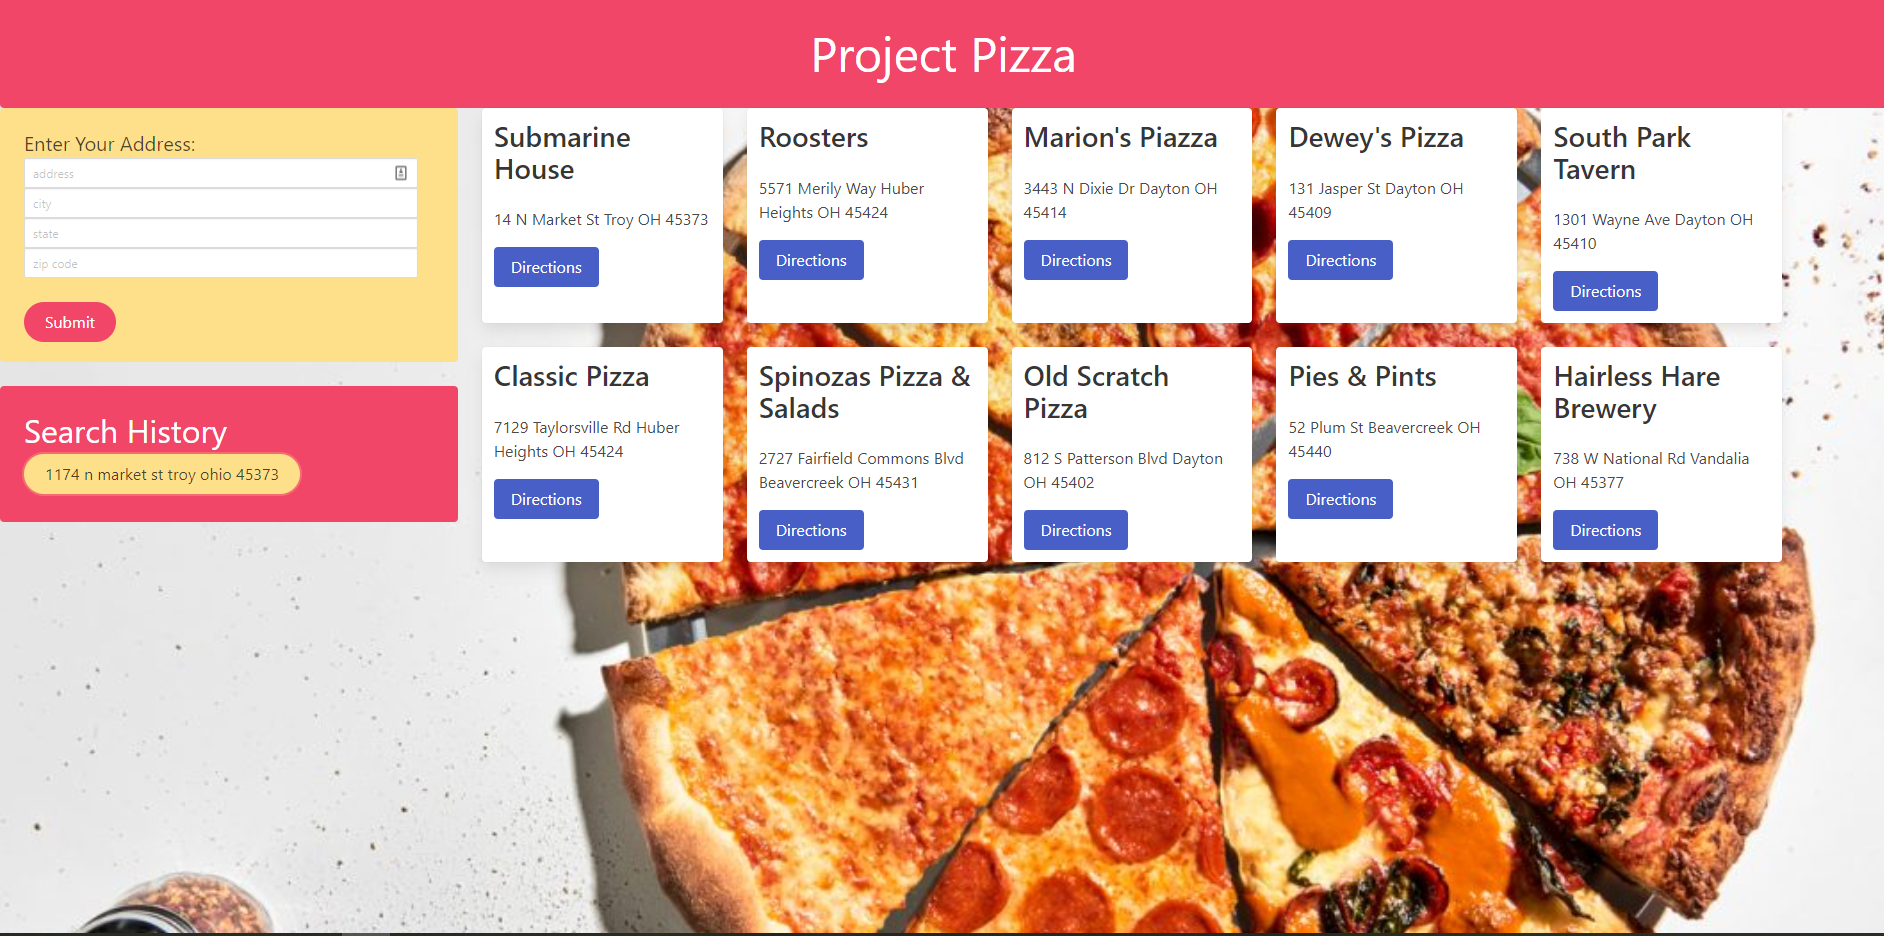 Project Pizza
Enter Your Address:
address
city
state
zip code
Submit
Search History
1174 n market st troy ohio 45373
Submarine
House
14 N Market St Troy OH 45373
Directions
Roosters
5571 Merily Way Huber
Heights OH 45424
Directions
Marion's Piazza
3443 N Dixie Dr Dayton OH
45414
Directions
Dewey's Pizza
131 Jasper St Dayton OH
45409
Directions
South Park
Tavern
1301 Wayne Ave Dayton OH
45410
Directions
Classic Pizza
7129 Taylorsville Rd Huber
Heights OH 45424
Directions
Spinozas Pizza &
Salads
2727 Fairfield Commons Blvd
Beavercreek OH 45431
Directions
Old Scratch
Pizza
812 S Patterson Blvd Dayton
OH 45402
Directions
Pies & Pints
52 Plum St Beavercreek OH
45440
Directions
Hairless Hare
Brewery
738 W National Rd Vandalia
OH 45377
Directions